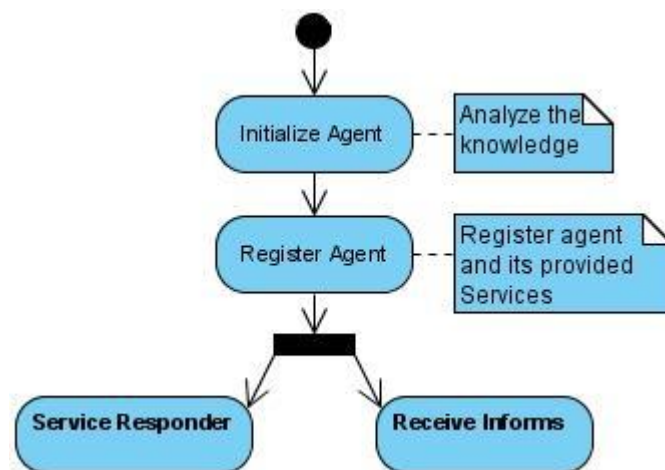 Initialize Agent
Analyze the
knowledge
Register Agent
Register agent
and its provided
Services
Service Responder
Receive Informs